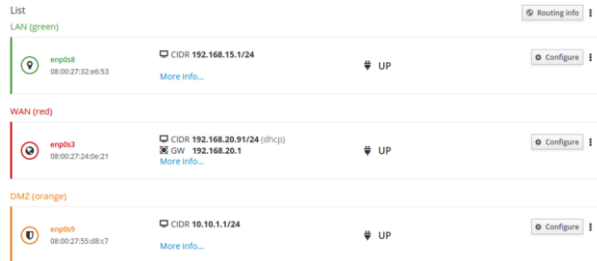 List
Routing info
LAN (green)
enp0s8
08:00:27:32:e6:53
CIDR 192.168.15.1/24
More info...
UP
Configure
WAN (red)
enp0s3
08:00:27:24:0e:21
CIDR 192.168.20.91/24 (dhcp)
GW 192.168.20.1
More info...
UP
Configure
DMZ (orange)
enp0s9
08:00:27:55:d8:c7
CIDR 10.10.1.1/24
More info...
UP
Configure